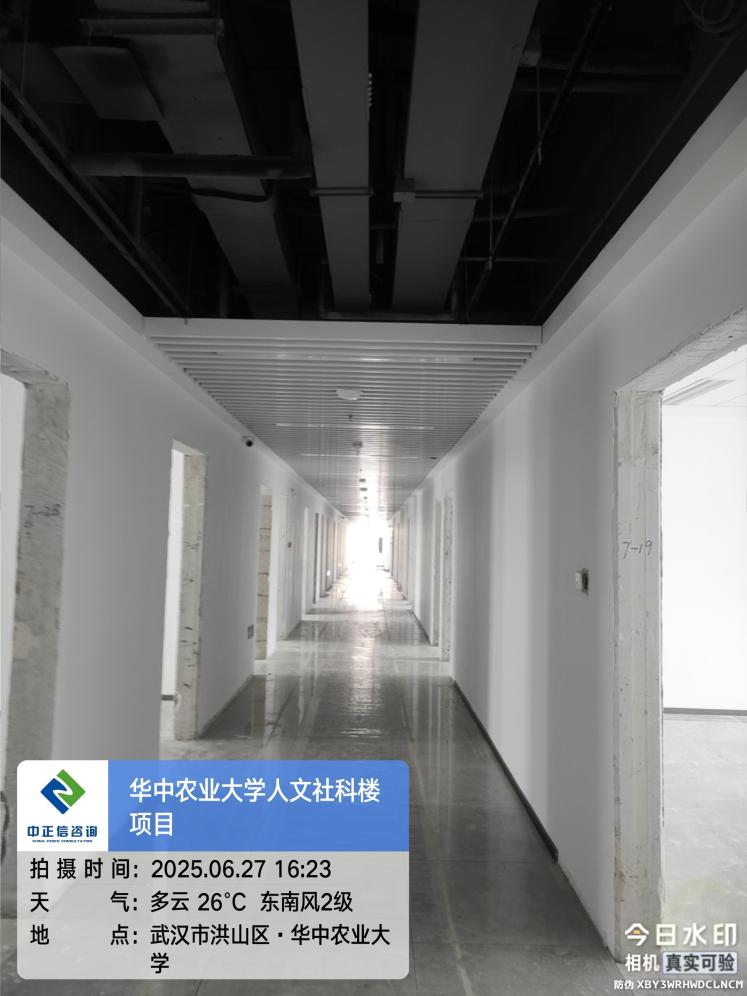 7-19
中正信咨询
CHINA ZZXIN CONSULTATION
华中农业大学人文社科楼
项目
拍摄时间: 2025.06.27 16:23
天气: 多云 26°C 东南风2级
地点: 武汉市洪山区·华中农业大
学
今日水印
相机 真实可验
防伪 XBY3WRHWDCLNCM